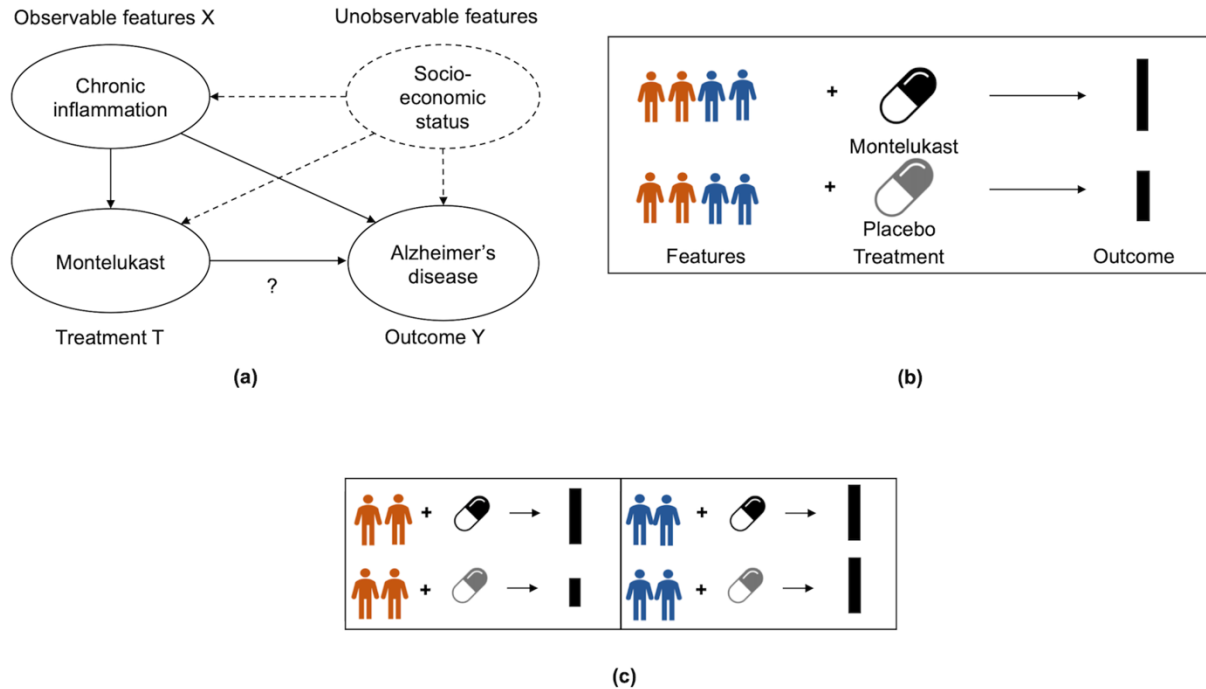 Observable features X
Unobservable features
Chronic
inflammation
Socio-
economic
status
Montelukast
?
Alzheimer's
disease
Treatment T
Outcome Y
(a)
+
Montelukast
+
Placebo
Features
Treatment
Outcome
(b)
+
+
+
+
(c)